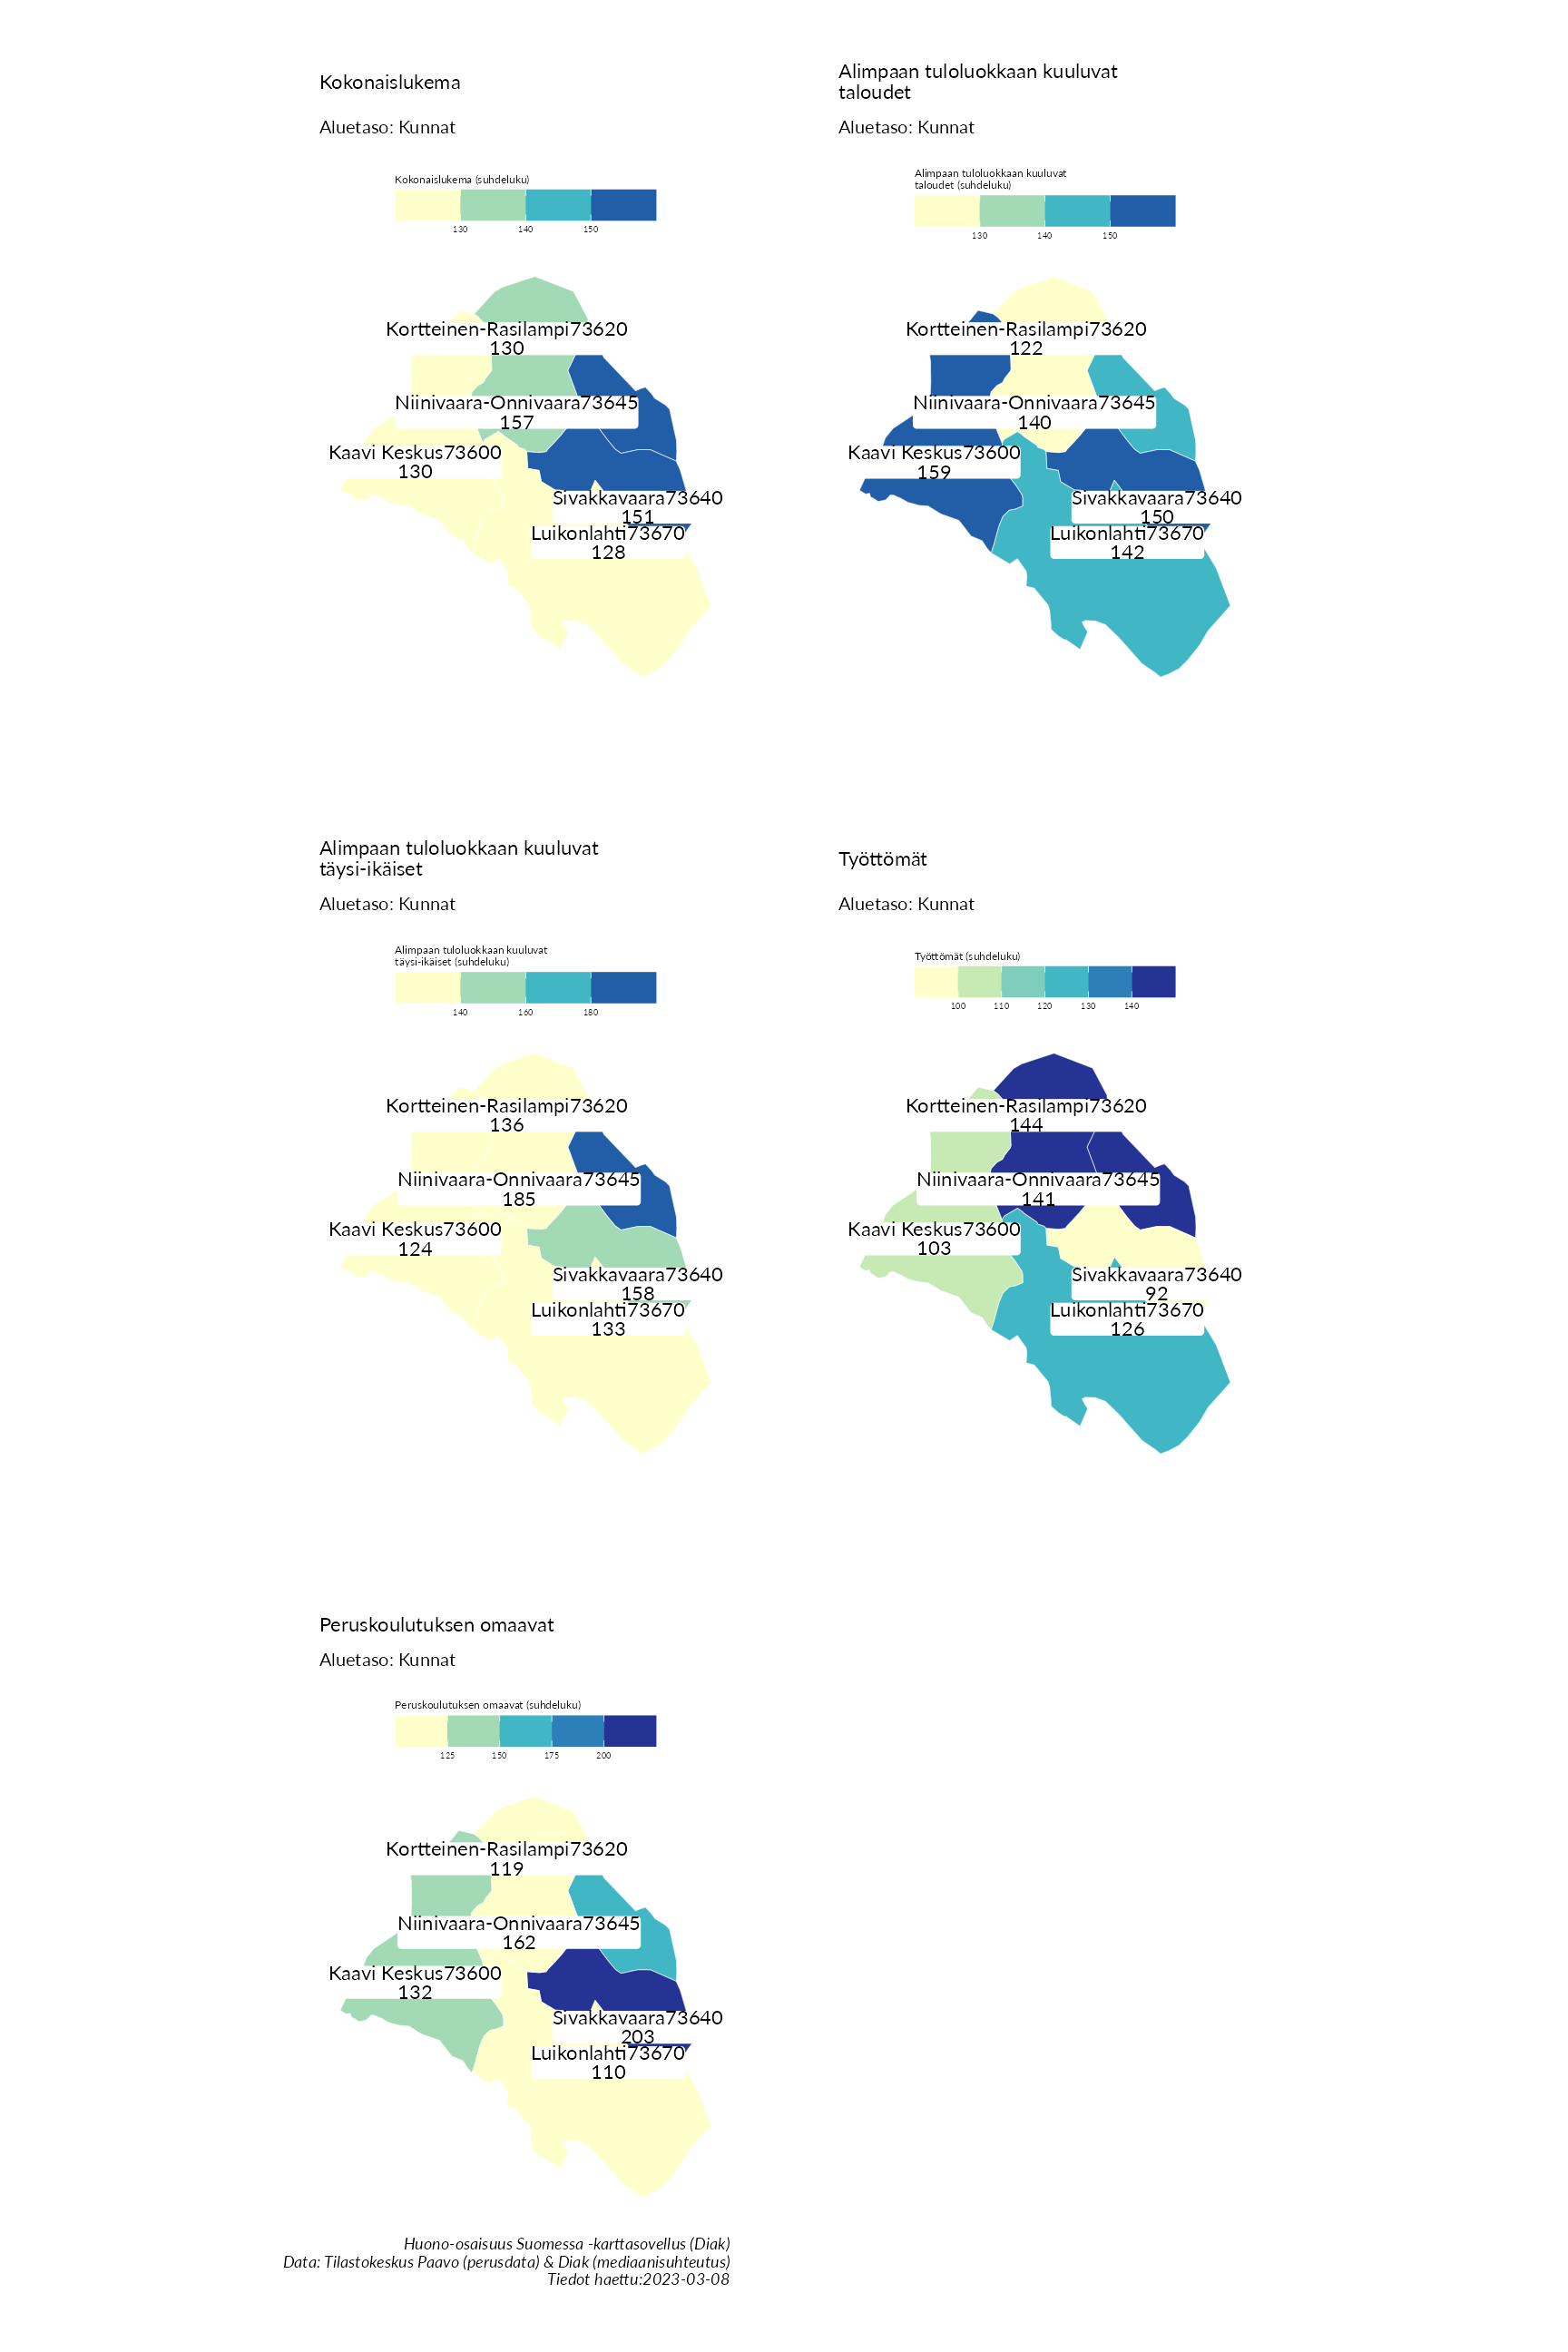 Kokonaislukema
Aluetaso: Kunnat
Kokonaislukema (suhdeluku)
130 140 150
Kortteinen-Rasilampi73620
130
Niinivaara-Onnivaara73645
157
Kaavi Keskus73600
130
Sivakkavaara73640
151
Luikonlahti73670
128
Alimpaan tuloluokkaan kuuluvat
taloudet
Aluetaso: Kunnat
Alimpaan tuloluokkaan kuuluvat
taloudet (suhdeluku)
130 140 150
Kortteinen-Rasilampi73620
122
Niinivaara-Onnivaara73645
140
Kaavi Keskus73600
159
Sivakkavaara73640
150
Luikonlahti73670
142
Alimpaan tuloluokkaan kuuluvat
täysi-ikäiset
Aluetaso: Kunnat
Alimpaan tuloluokkaan kuuluvat
täysi-ikäiset (suhdeluku)
140 160 180
Kortteinen-Rasilampi73620
136
Niinivaara-Onnivaara73645
185
Kaavi Keskus73600
124
Sivakkavaara73640
158
Luikonlahti73670
133
Työttömät
Aluetaso: Kunnat
Työttömät (suhdeluku)
100 110 120 130 140
Kortteinen-Rasilampi73620
144
Niinivaara-Onnivaara73645
141
Kaavi Keskus73600
103
Sivakkavaara73640
92
Luikonlahti73670
126
Peruskoulutuksen omaavat
Aluetaso: Kunnat
Peruskoulutuksen omaavat (suhdeluku)
125 150 175 200
Kortteinen-Rasilampi73620
119
Niinivaara-Onnivaara73645
162
Kaavi Keskus73600
132
Sivakkavaara73640
203
Luikonlahti73670
110
Huono-osaisuus Suomessa -karttasovellus (Diak)
Data: Tilastokeskus Paavo (perusdata) & Diak (mediaanisuhteutus)
Tiedot haettu:2023-03-08